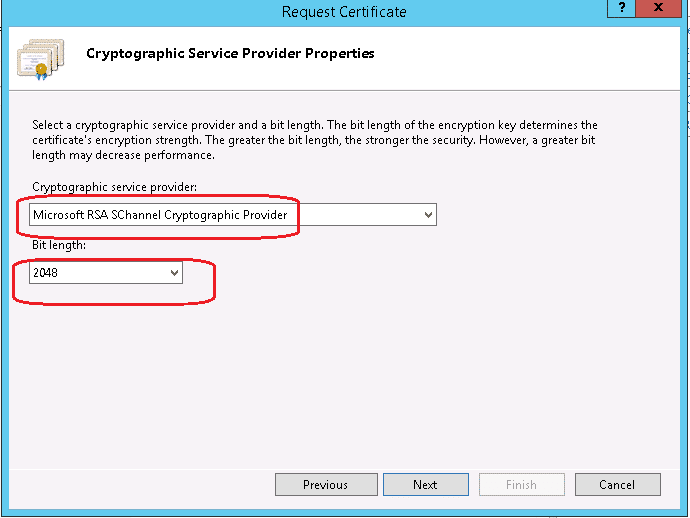 Request Certificate
?
x
Cryptographic Service Provider Properties
Select a cryptographic service provider and a bit length. The bit length of the encryption key determines the
certificate's encryption strength. The greater the bit length, the stronger the security. However, a greater bit
length may decrease performance.
Cryptographic service provider:
Microsoft RSA SChannel Cryptographic Provider
Bit length:
2048
Previous
Next
Finish
Cancel